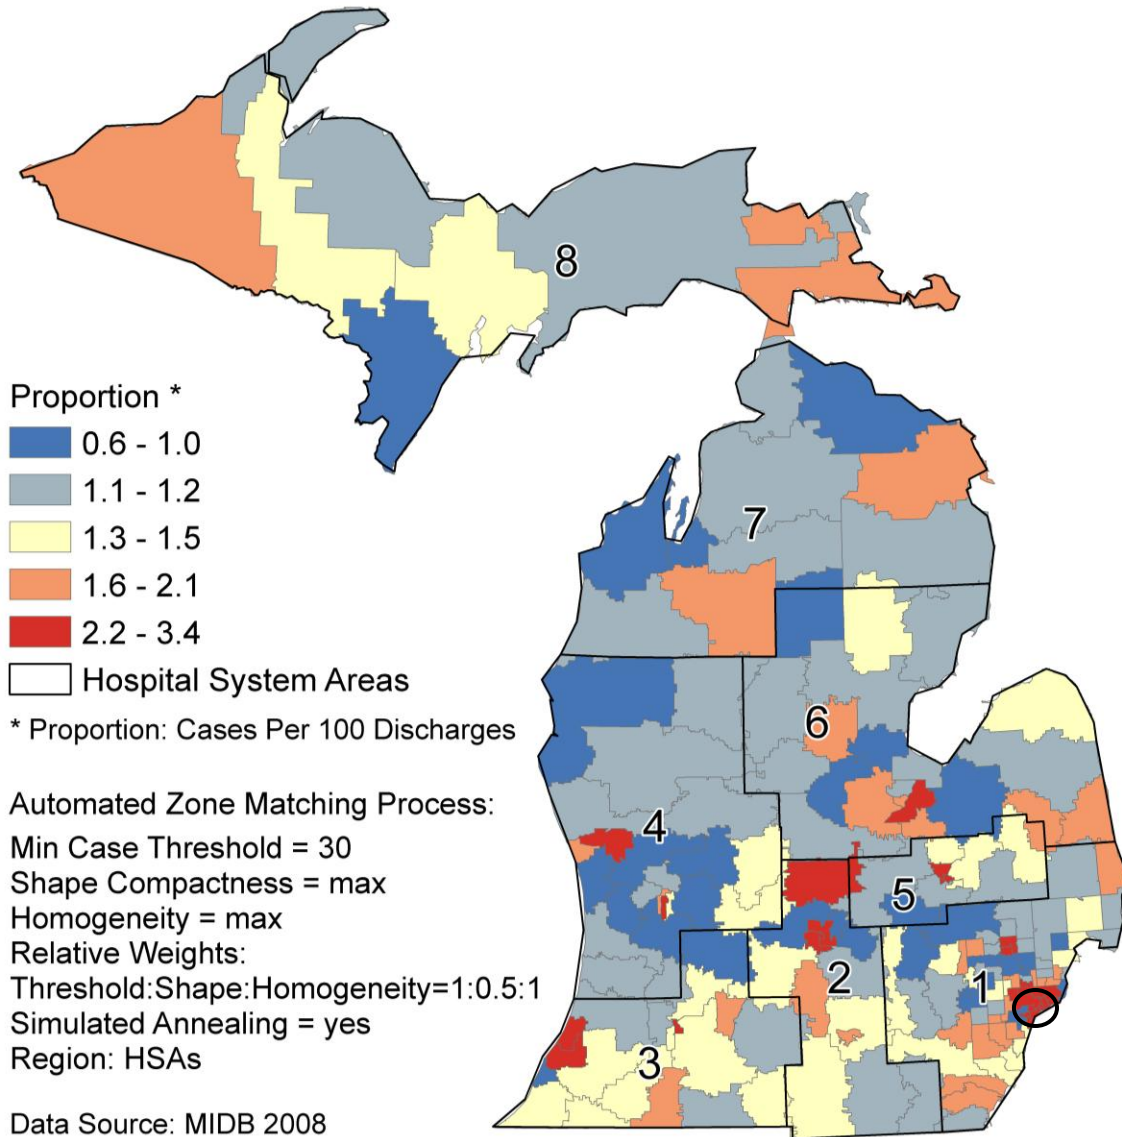 8
Proportion *
0.6 - 1.0
1.1 - 1.2
1.3 - 1.5
1.6 - 2.1
2.2 - 3.4
Hospital System Areas
* Proportion: Cases Per 100 Discharges
7
6
4
5
2
1
3
Automated Zone Matching Process:
Min Case Threshold = 30
Shape Compactness = max
Homogeneity = max
Relative Weights:
Threshold:Shape:Homogeneity=1:0.5:1
Simulated Annealing = yes
Region: HSAs
Data Source: MIDB 2008